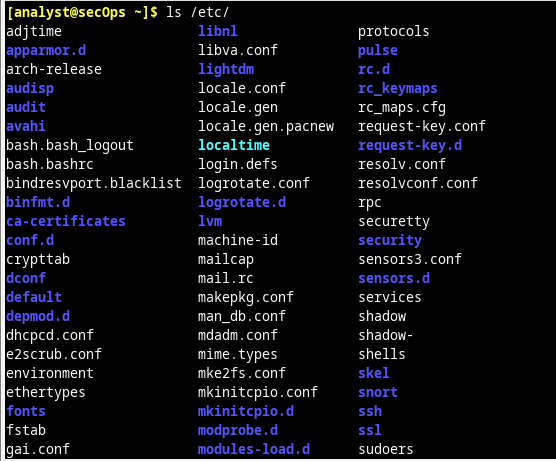 [analyst@secOps ~]$ ls /etc/
adjtime libnl protocols
apparmor.d libva.conf pulse
arch-release lightdm rc.d
audisp locale.conf rc_keymaps
audit locale.gen rc_maps.cfg
avahi locale.gen.pacnew request-key.conf
bash.bash_logout localtime request-key.d
bash.bashrc login.defs resolv.conf
bindresvport.blacklist logrotate.conf resolvconf.conf
binfmt.d logrotate.d rpc
ca-certificates lvm securetty
conf.d machine-id security
crypttab mailcap sensors3.conf
dconf mail.rc sensors.d
default makepkg.conf services
depmod.d man_db.conf shadow
dhcpcd.conf mdadm.conf shadow-
e2scrub.conf mime.types shells
environment mke2fs.conf skel
ethertypes mkinitcpio.conf snort
fonts mkinitcpio.d ssh
fstab modprobe.d ssl
gai.conf modules-load.d sudoers